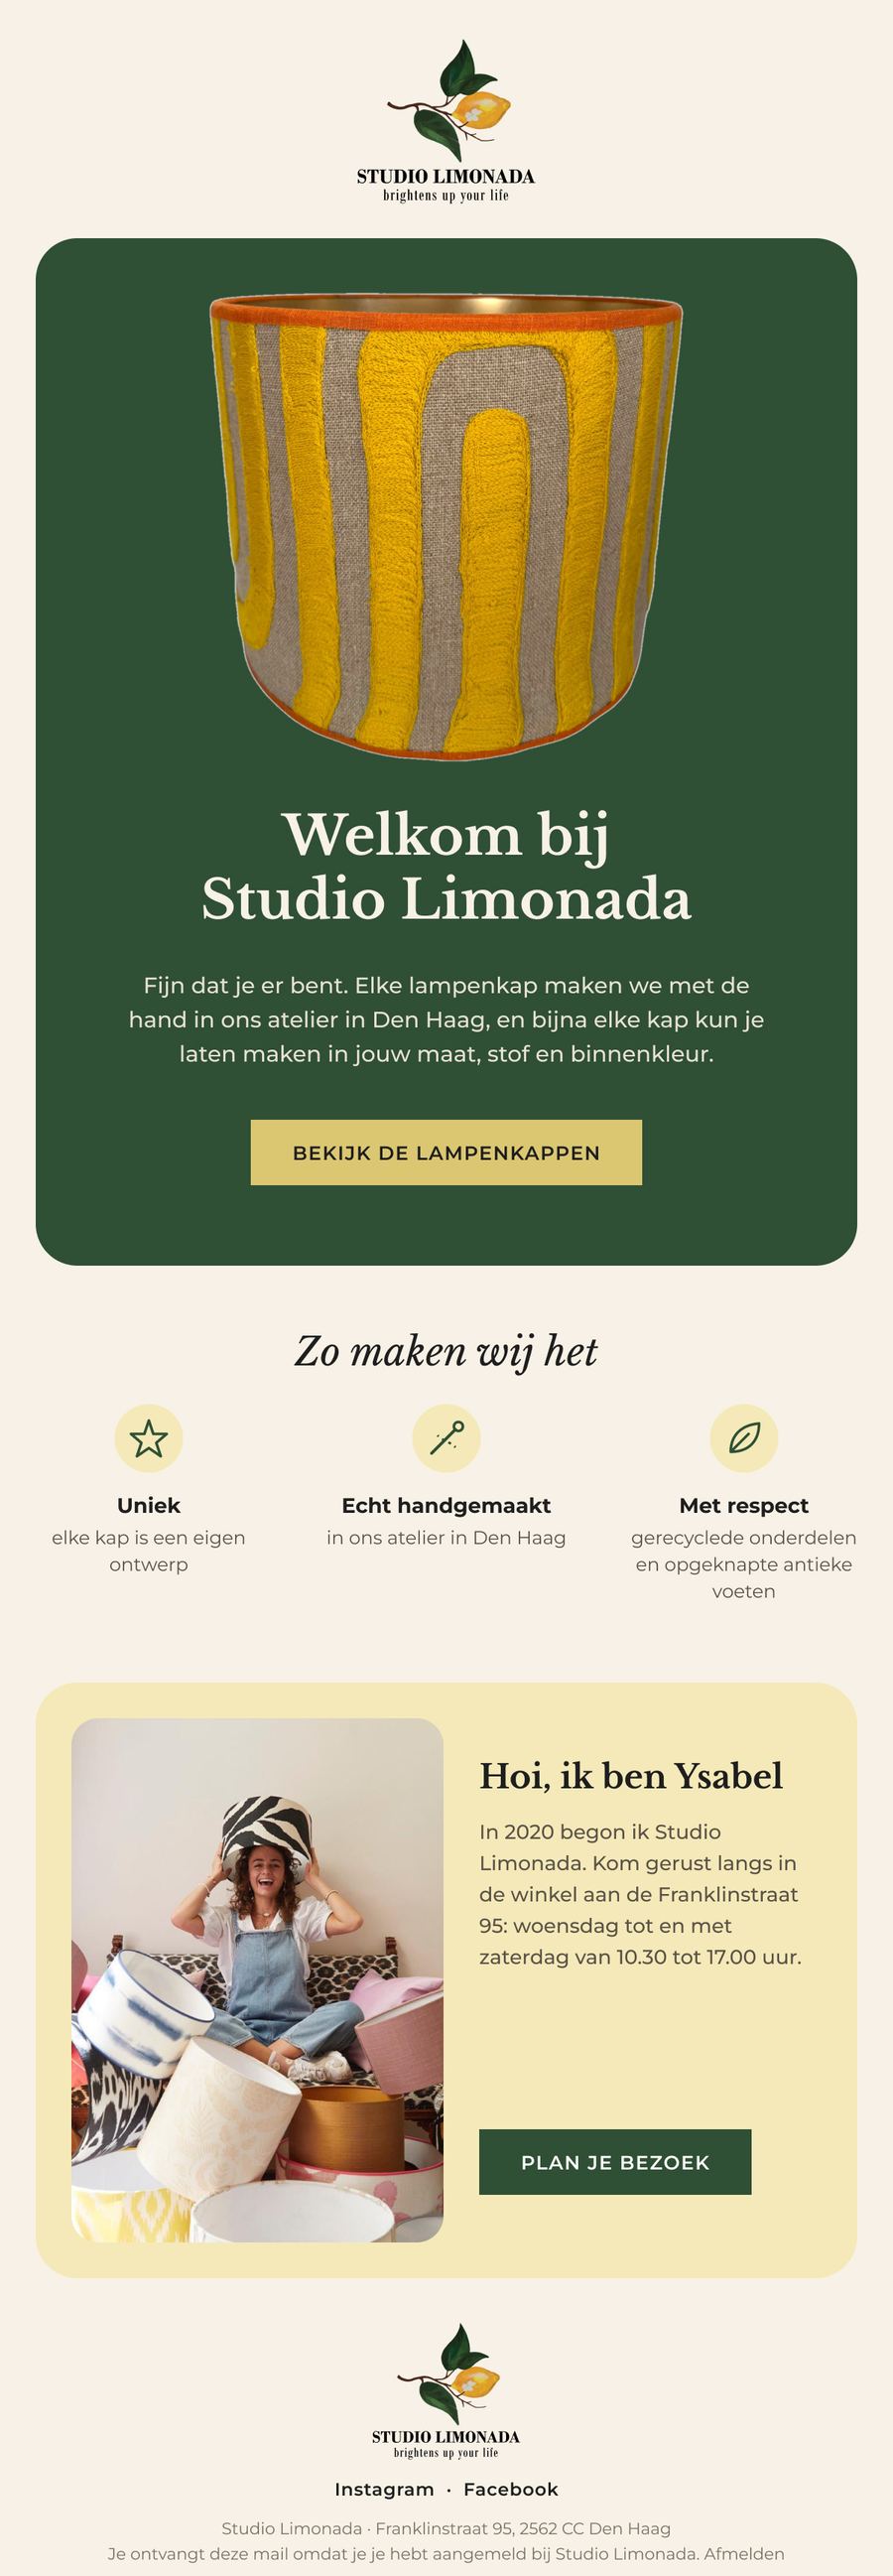 STUDIO LIMONADA
brightens up your life
Welkom bij
Studio Limonada
Fijn dat je er bent. Elke lampenkap maken we met de
hand in ons atelier in Den Haag, en bijna elke kap kun je
laten maken in jouw maat, stof en binnenkleur.
BEKIJK DE LAMPENKAPPEN
Zo maken wij het
Uniek
elke kap is een eigen
ontwerp
Echt handgemaakt
in ons atelier in Den Haag
Met respect
gerecyclede onderdelen
en opgeknapte antieke
voeten
Hoi, ik ben Ysabel
In 2020 begon ik Studio
Limonada. Kom gerust langs in
de winkel aan de Franklinstraat
95: woensdag tot en met
zaterdag van 10.30 tot 17.00 uur.
PLAN JE BEZOEK
STUDIO LIMONADA
brightens up your life
Instagram · Facebook
Studio Limonada · Franklinstraat 95, 2562 CC Den Haag
Je ontvangt deze mail omdat je je hebt aangemeld bij Studio Limonada. Afmelden